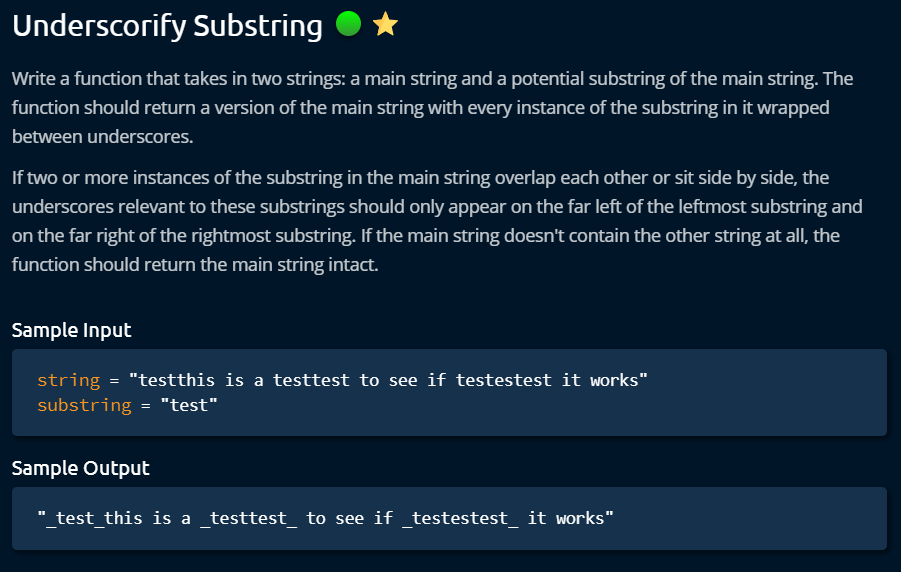 Underscorify Substring
Write a function that takes in two strings: a main string and a potential substring of the main string. The
function should return a version of the main string with every instance of the substring in it wrapped
between underscores.
If two or more instances of the substring in the main string overlap each other or sit side by side, the
underscores relevant to these substrings should only appear on the far left of the leftmost substring and
on the far right of the rightmost substring. If the main string doesn't contain the other string at all, the
function should return the main string intact.
Sample Input
string = "testthis is a testtest to see if testestest it works"
substring = "test"
Sample Output
"_test_this is a _testtest_ to see if _testestest_ it works"